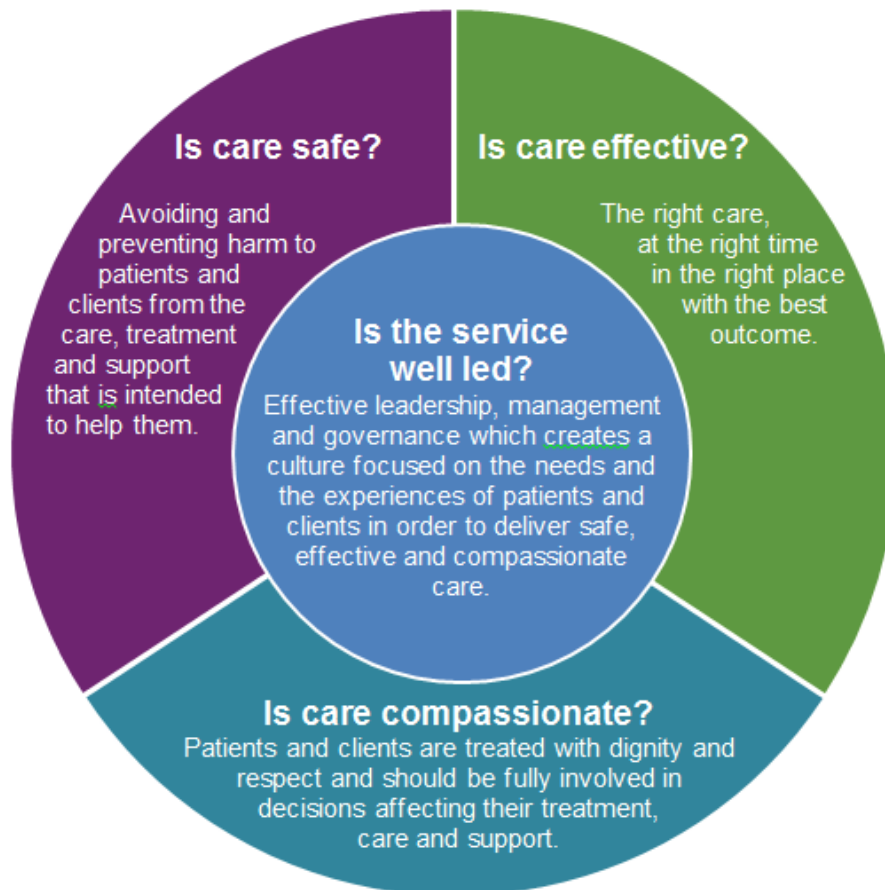 Is care safe?
Avoiding and
preventing harm to
patients and
clients from the
care, treatment
and support
that is intended
to help them.
Is care effective?
The right care,
at the right time
in the right place
with the best
outcome.
Is the service
well led?
Effective leadership, management
and governance which creates a
culture focused on the needs and
the experiences of patients and
clients in order to deliver safe,
effective and compassionate
care.
Is care compassionate?
Patients and clients are treated with dignity and
respect and should be fully involved in
decisions affecting their treatment,
care and support.